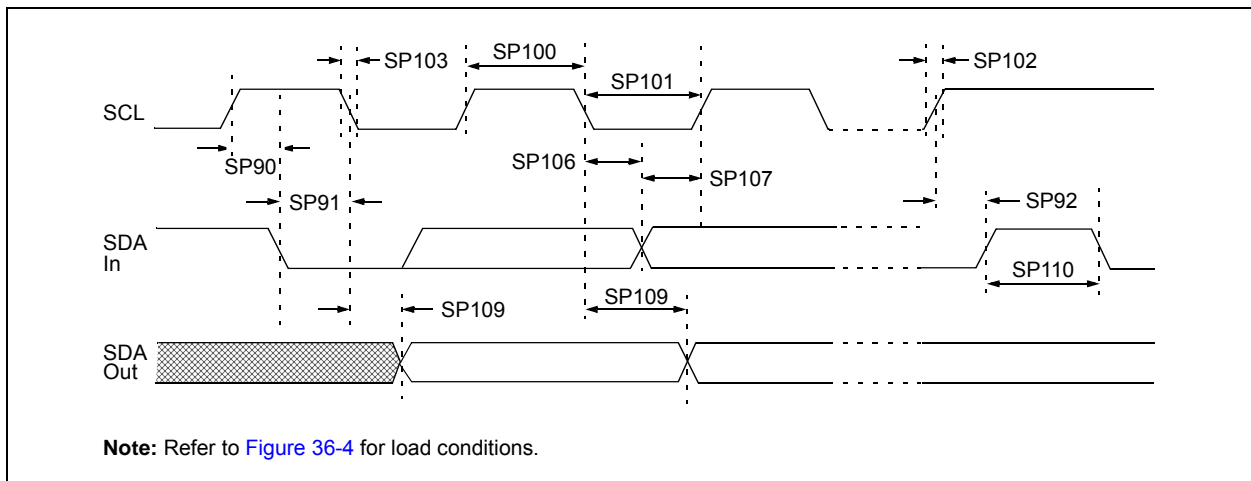 SP103
SP100
SP102
SP101
SCL
SP90
SP106
SP107
SP91
SP92
SDA
In
SP110
SP109
SP109
SDA
Out
Note: Refer to Figure 36-4 for load conditions.